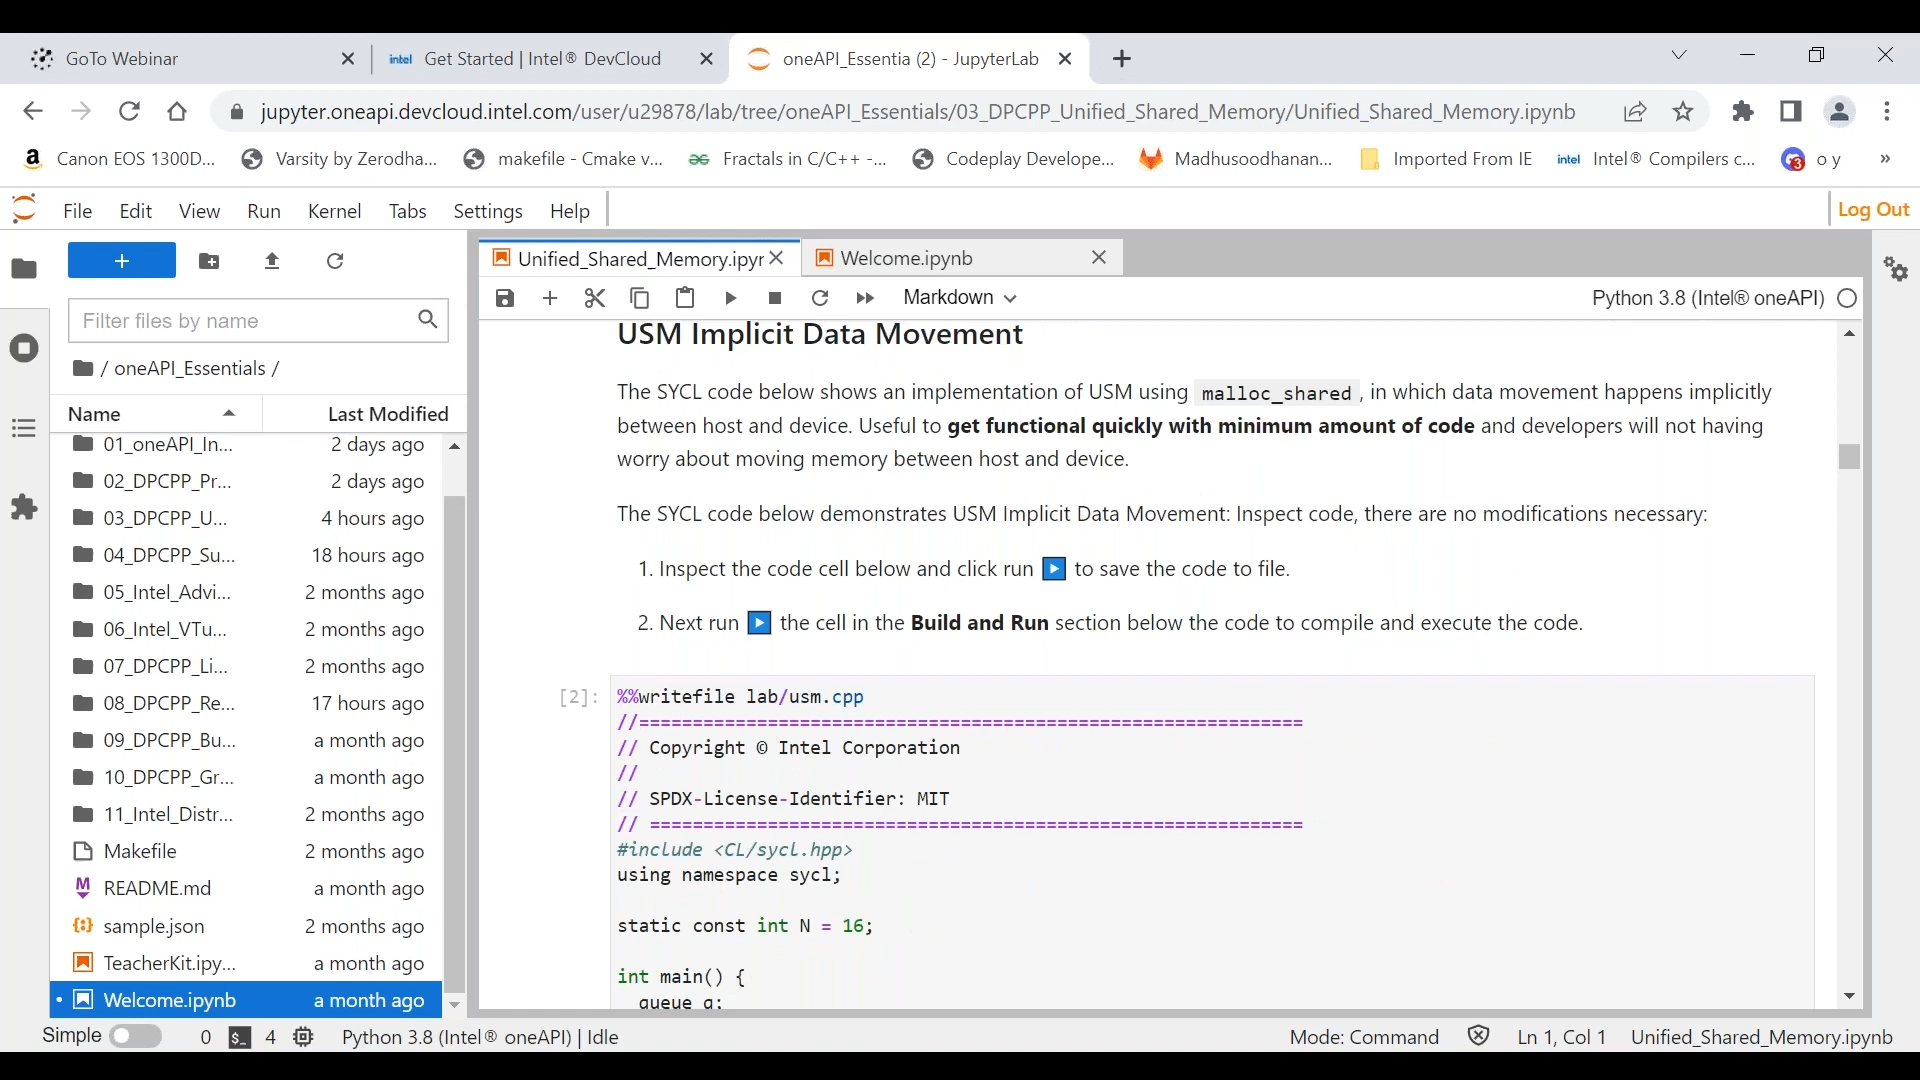 GoTo Webinar
intel Get Started | Intel® DevCloud
oneAPI_Essentia (2) - JupyterLab
jupyter.oneapi.devcloud.intel.com/user/u29878/lab/tree/oneAPI_Essentials/03_DPCPP_Unified_Shared_Memory/Unified_Shared_Memory.ipynb
a Canon EOS 1300D...
Varsity by Zerodha...
makefile - Cmake v...
Fractals in C/C++ -...
Codeplay Develope...
Madhusoodhanan...
Imported From IE
intel Intel® Compilers c...
3 o y
»
File Edit View Run Kernel Tabs Settings Help
Log Out
Filter files by name
/ oneAPI_Essentials /
Name Last Modified
01_oneAPI_In... 2 days ago
02_DPCPP_Pr... 2 days ago
03_DPCPP_U... 4 hours ago
04_DPCPP_Su... 18 hours ago
05_Intel_Advi... 2 months ago
06_Intel_VTu... 2 months ago
07_DPCPP_Li... 2 months ago
08_DPCPP_Re... 17 hours ago
09_DPCPP_Bu... a month ago
10_DPCPP_Gr... a month ago
11_Intel_Distr... 2 months ago
Makefile 2 months ago
README.md a month ago
sample.json 2 months ago
TeacherKit.ipy... a month ago
Welcome.ipynb a month ago
Unified_Shared_Memory.ipyr
Welcome.ipynb
Markdown
Python 3.8 (Intel® oneAPI)
USM Implicit Data Movement
The SYCL code below shows an implementation of USM using malloc_shared , in which data movement happens implicitly
between host and device. Useful to get functional quickly with minimum amount of code and developers will not having
worry about moving memory between host and device.
The SYCL code below demonstrates USM Implicit Data Movement: Inspect code, there are no modifications necessary:
1. Inspect the code cell below and click run ▶ to save the code to file.
2. Next run ▶ the cell in the Build and Run section below the code to compile and execute the code.
[2]: %%writefile lab/usm.cpp
//==============================================================
// Copyright © Intel Corporation
//
// SPDX-License-Identifier: MIT
// =============================================================
#include <CL/sycl.hpp>
using namespace sycl;
static const int N = 16;
int main() {
queue q;
Simple 0 $_ 4 Python 3.8 (Intel® oneAPI) | Idle
Mode: Command Ln 1, Col 1 Unified_Shared_Memory.ipynb